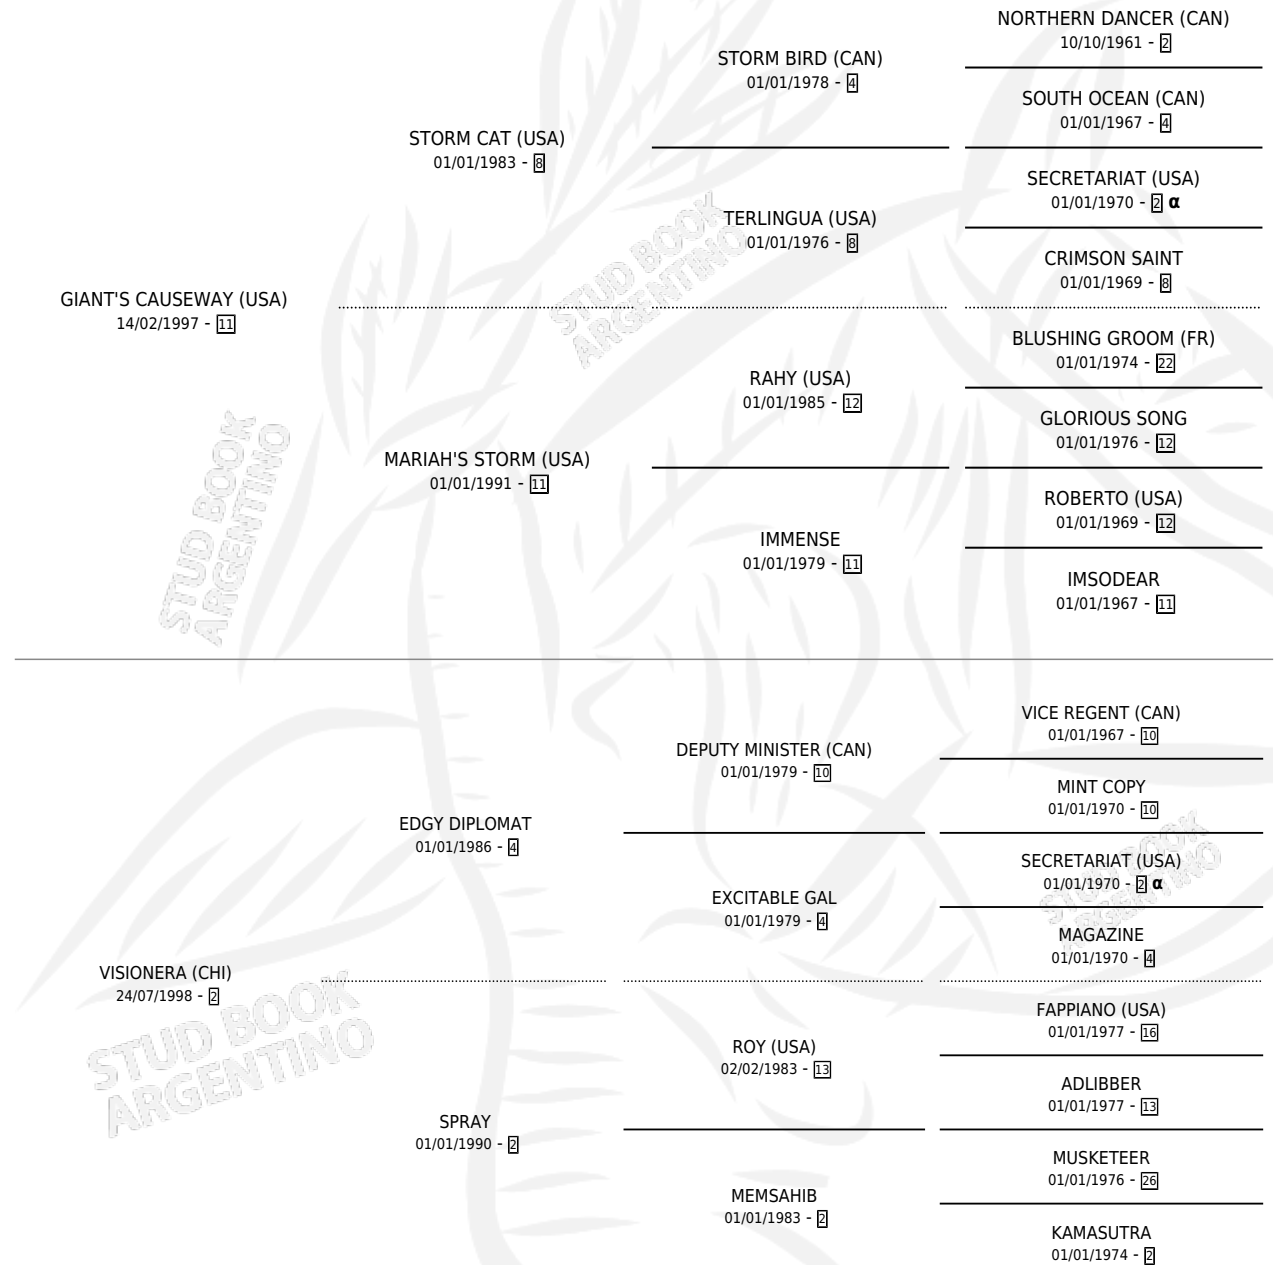 NORTHERN DANCER (CAN)
10/10/1961 - 2
STORM BIRD (CAN)
01/01/1978 - 4
SOUTH OCEAN (CAN)
01/01/1967 - 4
STORM CAT (USA)
01/01/1983 - 8
SECRETARIAT (USA)
01/01/1970 - 2 α
TERLINGUA (USA)
01/01/1976 - 8
CRIMSON SAINT
01/01/1969 - 8
STUD BOOK
ARGENTINO
GIANT'S CAUSEWAY (USA)
14/02/1997 - 11
BLUSHING GROOM (FR)
01/01/1974 - 22
RAHY (USA)
01/01/1985 - 12
GLORIOUS SONG
01/01/1976 - 12
MARIAH'S STORM (USA)
01/01/1991 - 11
ROBERTO (USA)
01/01/1969 - 12
IMMENSE
01/01/1979 - 11
IMSODEAR
01/01/1967 - 11
STUD BOOK
ARGENTINO
VICE REGENT (CAN)
01/01/1967 - 10
DEPUTY MINISTER (CAN)
01/01/1979 - 10
MINT COPY
01/01/1970 - 10
EDGY DIPLOMAT
01/01/1986 - 4
SECRETARIAT (USA)
01/01/1970 - 2 α
EXCITABLE GAL
01/01/1979 - 4
MAGAZINE
01/01/1970 - 4
STUD BOOK
ARGENTINO
VISIONERA (CHI)
24/07/1998 - 2
FAPPIANO (USA)
01/01/1977 - 16
ROY (USA)
02/02/1983 - 13
ADLIBBER
01/01/1977 - 13
STUD BOOK
ARGENTINO
SPRAY
01/01/1990 - 2
MUSKETEER
01/01/1976 - 26
MEMSAHIB
01/01/1983 - 2
KAMASUTRA
01/01/1974 - 2